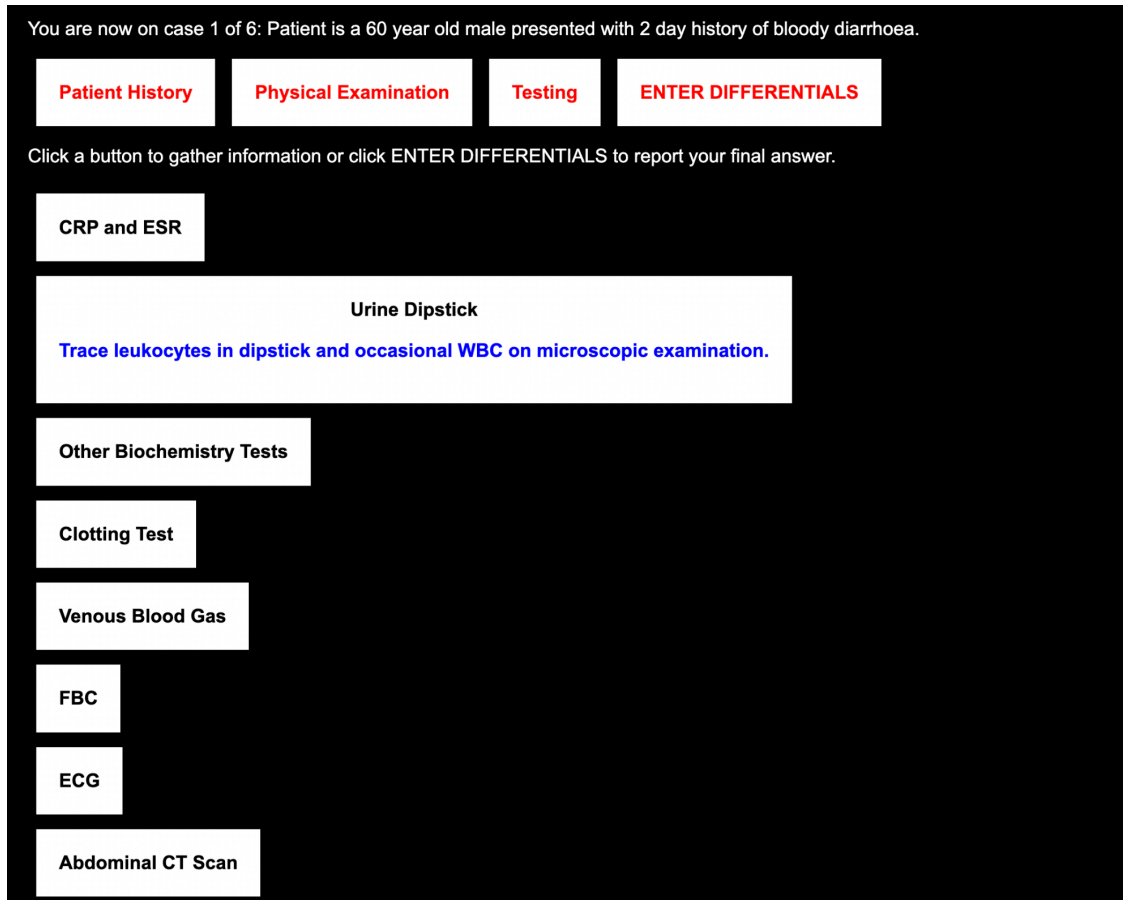 You are now on case 1 of 6: Patient is a 60 year old male presented with 2 day history of bloody diarrhoea.
Patient History Physical Examination Testing ENTER DIFFERENTIALS
Click a button to gather information or click ENTER DIFFERENTIALS to report your final answer.
CRP and ESR
Urine Dipstick
Trace leukocytes in dipstick and occasional WBC on microscopic examination.
Other Biochemistry Tests
Clotting Test
Venous Blood Gas
FBC
ECG
Abdominal CT Scan